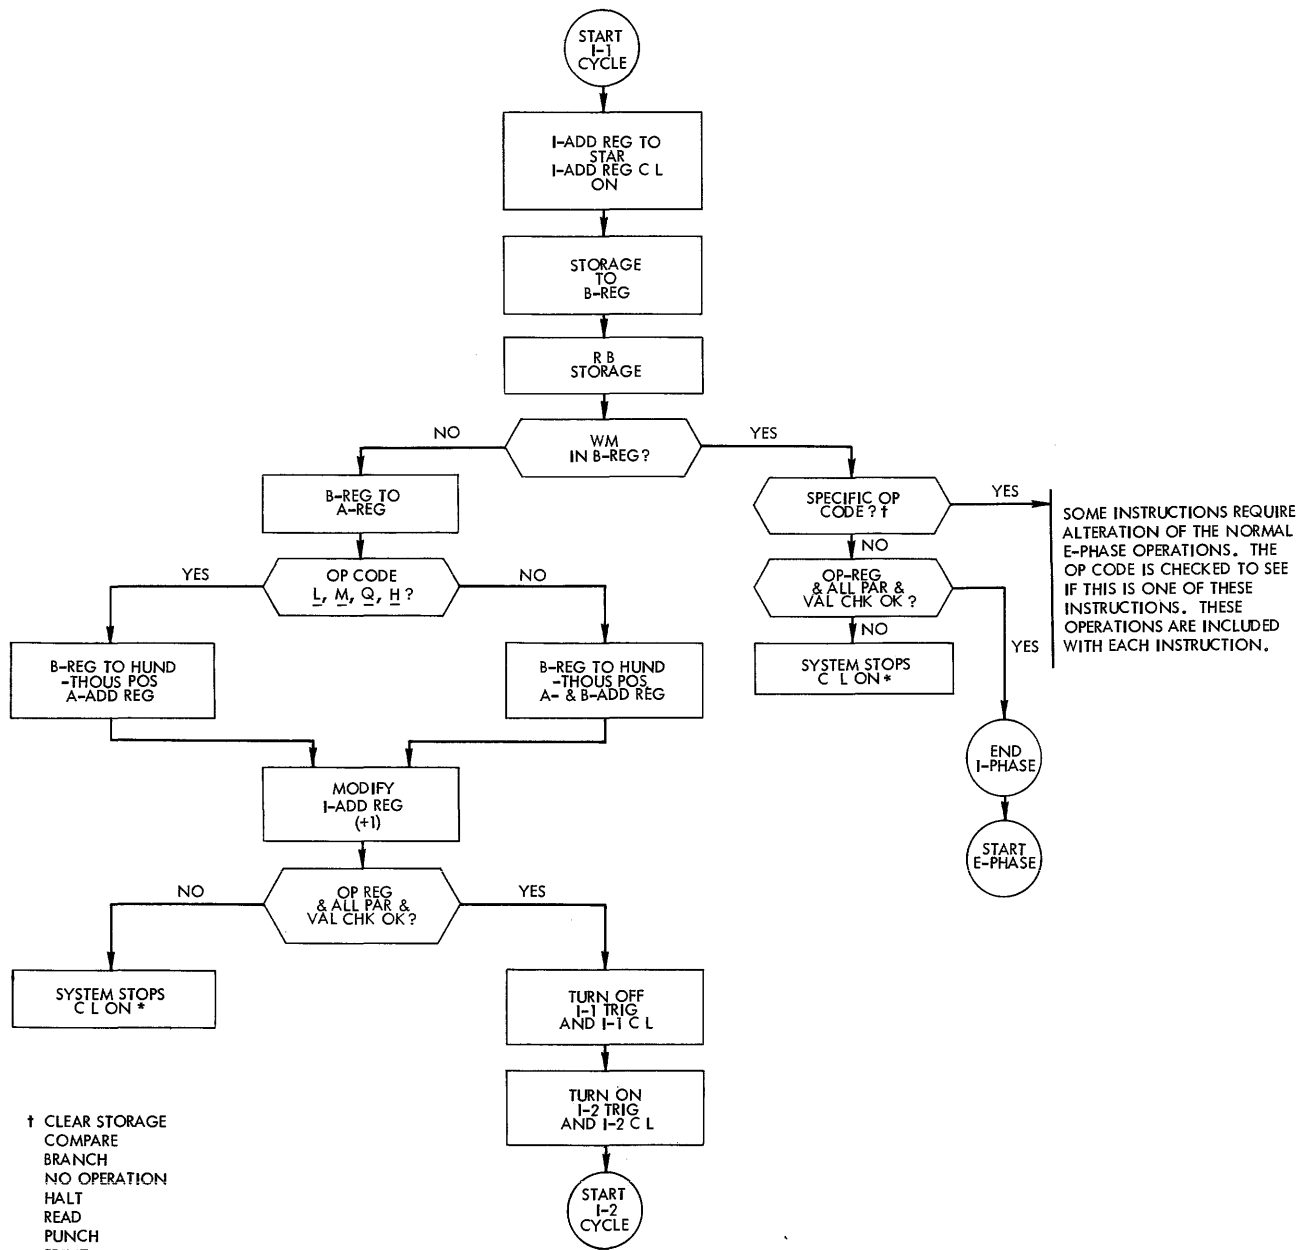 START
I-1
CYCLE
I-ADD REG TO
STAR
I-ADD REG C L
ON
STORAGE
TO
B-REG
R B
STORAGE
WM
IN B-REG?
NO
YES
B-REG TO
A-REG
SPECIFIC OP
CODE?†
YES
SOME INSTRUCTIONS REQUIRE
ALTERATION OF THE NORMAL
E-PHASE OPERATIONS. THE
OP CODE IS CHECKED TO SEE
IF THIS IS ONE OF THESE
INSTRUCTIONS. THESE
OPERATIONS ARE INCLUDED
WITH EACH INSTRUCTION.
NO
OP CODE
L, M, Q, H?
YES
NO
OP-REG
& ALL PAR &
VAL CHK OK?
NO
YES
B-REG TO HUND
-THOUS POS
A-ADD REG
B-REG TO HUND
-THOUS POS
A- & B-ADD REG
SYSTEM STOPS
C L ON *
END
I-PHASE
START
E-PHASE
MODIFY
I-ADD REG
(+1)
OP REG
& ALL PAR &
VAL CHK OK?
NO
YES
SYSTEM STOPS
C L ON *
TURN OFF
I-1 TRIG
AND I-1 C L
TURN ON
I-2 TRIG
AND I-2 C L
START
I-2
CYCLE
† CLEAR STORAGE
COMPARE
BRANCH
NO OPERATION
HALT
READ
PUNCH